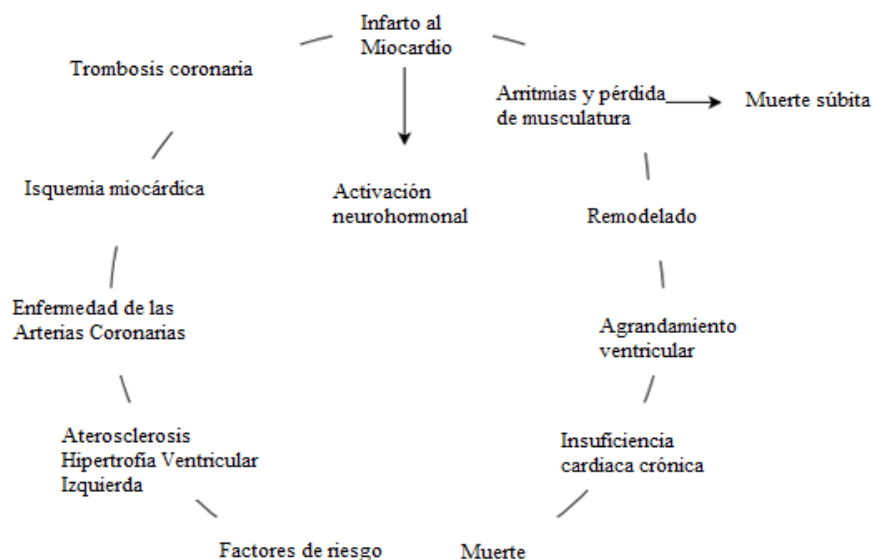 Infarto al
Miocardio
Trombosis coronaria
Arritmias y pérdida
de musculatura
Muerte súbita
Isquemia miocárdica
Activación
neurohormonal
Remodelado
Enfermedad de las
Arterias Coronarias
Agrandamiento
ventricular
Aterosclerosis
Hipertrofía Ventricular
Izquierda
Insuficiencia
cardiaca crónica
Factores de riesgo
Muerte